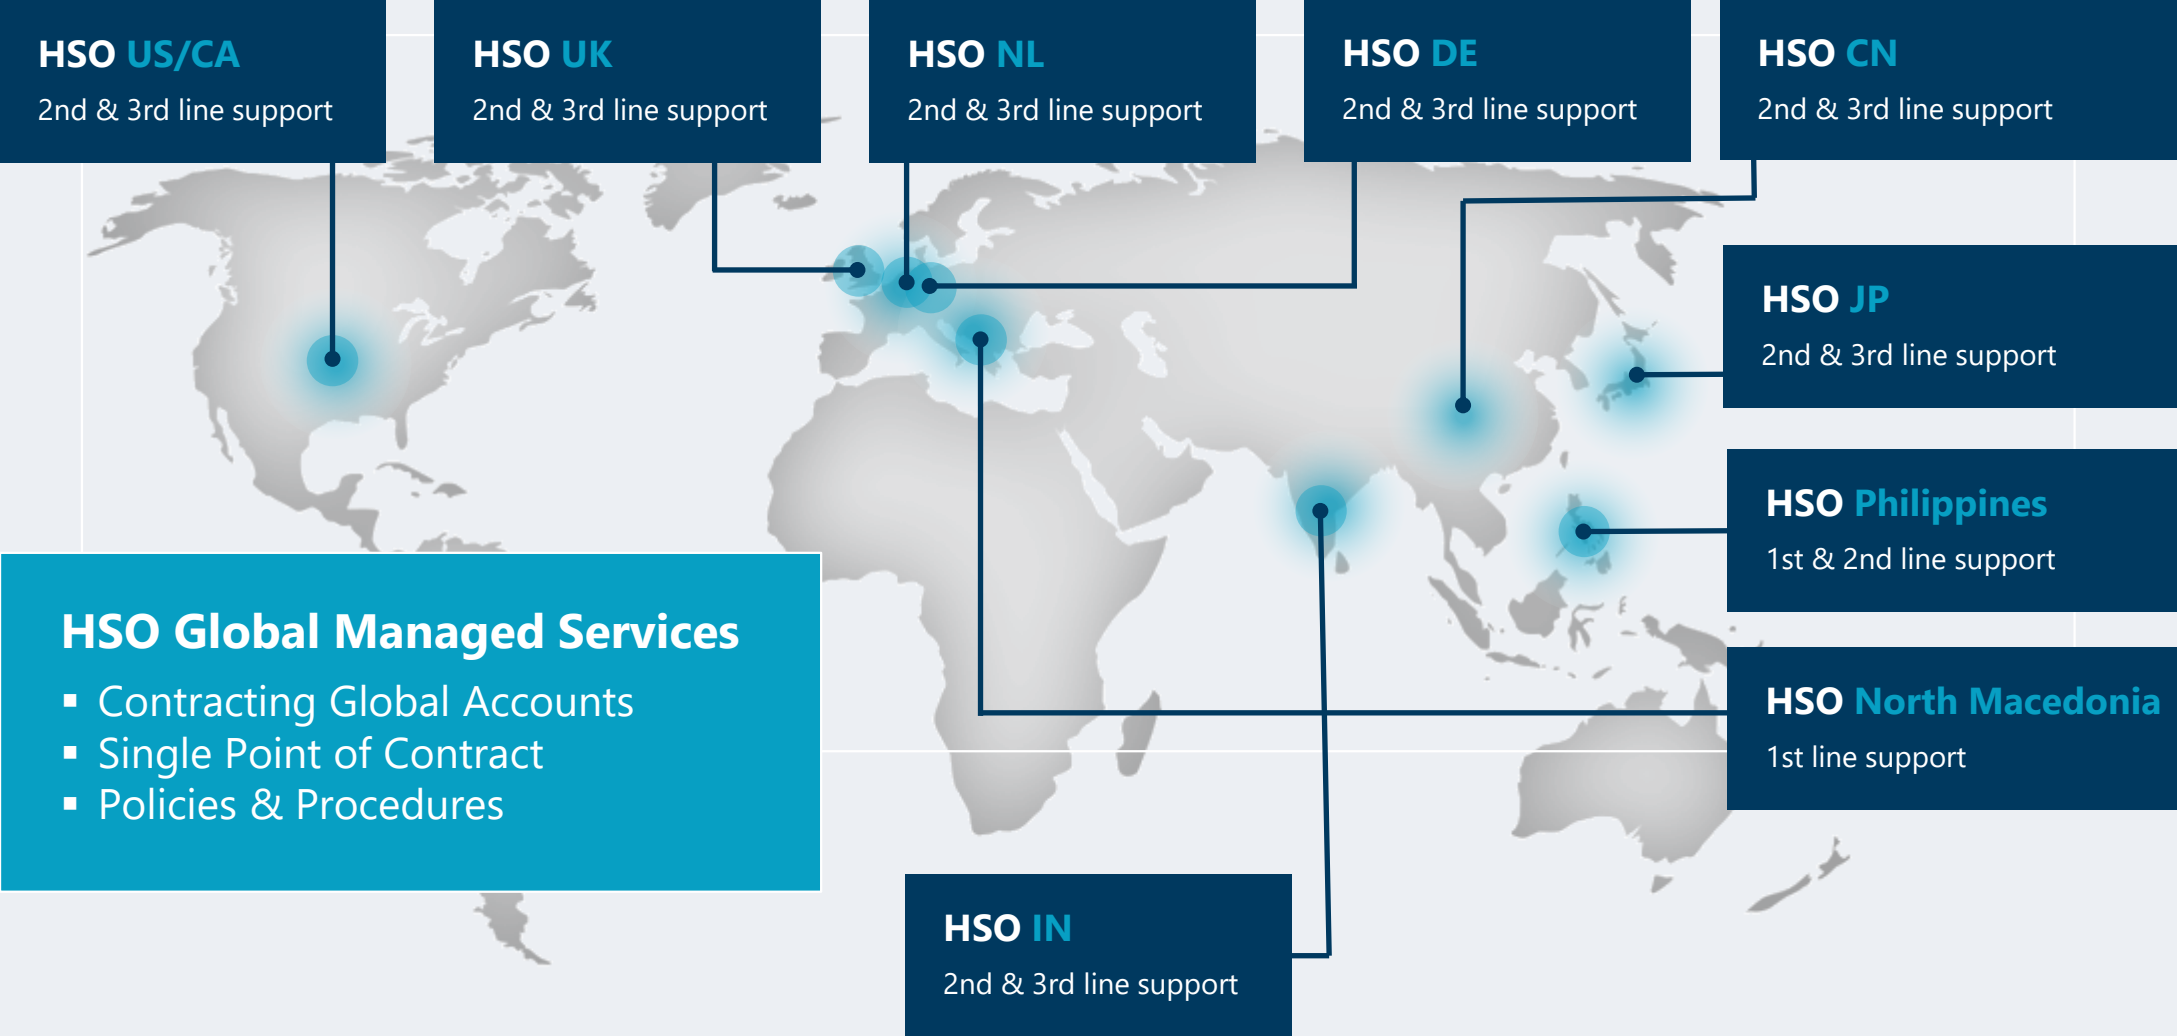 HSO US/CA
2nd & 3rd line support
HSO UK
2nd & 3rd line support
HSO NL
2nd & 3rd line support
HSO DE
2nd & 3rd line support
HSO CN
2nd & 3rd line support
HSO JP
2nd & 3rd line support
HSO Philippines
1st & 2nd line support
HSO North Macedonia
1st line support
HSO Global Managed Services
▪ Contracting Global Accounts
▪ Single Point of Contract
▪ Policies & Procedures
HSO IN
2nd & 3rd line support